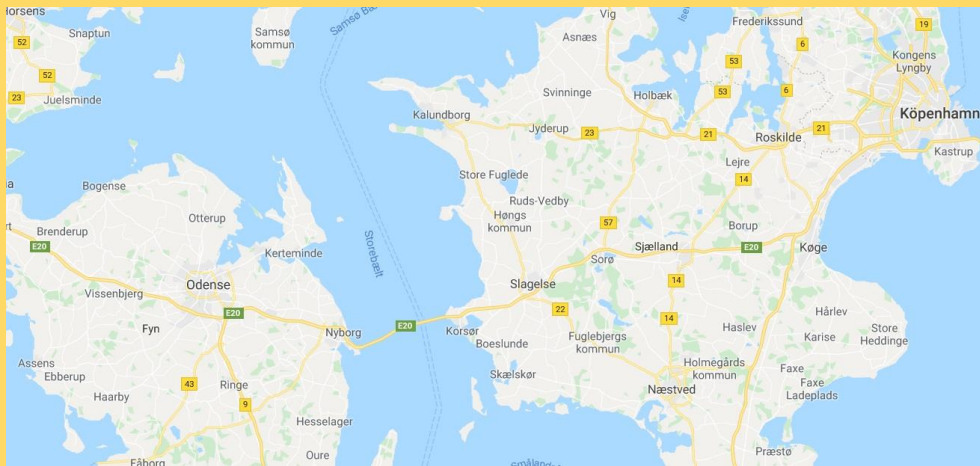 Horsens
Snaptun
52
52
23
Juelsminde
Samsø
kommun
Samsø
Vig
Asnæs
Svinninge
Holbæk
Frederikssund
19
6
53
53
6
Kongens
Lyngby
Köpenhamn
Kastrup
Kalundborg
Jyderup
23
21
21
Roskilde
Lejre
14
Store Fuglede
Ruds-Vedby
Høngs
kommun
57
Borup
Sjælland
E20
Køge
Sorø
Bogense
Otterup
Brenderup
E20
Kerteminde
Storebælt
Odense
Vissenbjerg
E20
Fyn
Nyborg
E20
Korsør
Boeslunde
Slagelse
22
14
14
Fuglebjergs
kommun
Haslev
Hårlev
Karise
Store
Heddinge
Assens
Ebberup
Haarby
43
Ringe
9
Hesselager
Skælskør
Holmegårds
kommun
Næstved
Faxe
Faxe
Ladeplads
Præstø
Oure
Fåborg